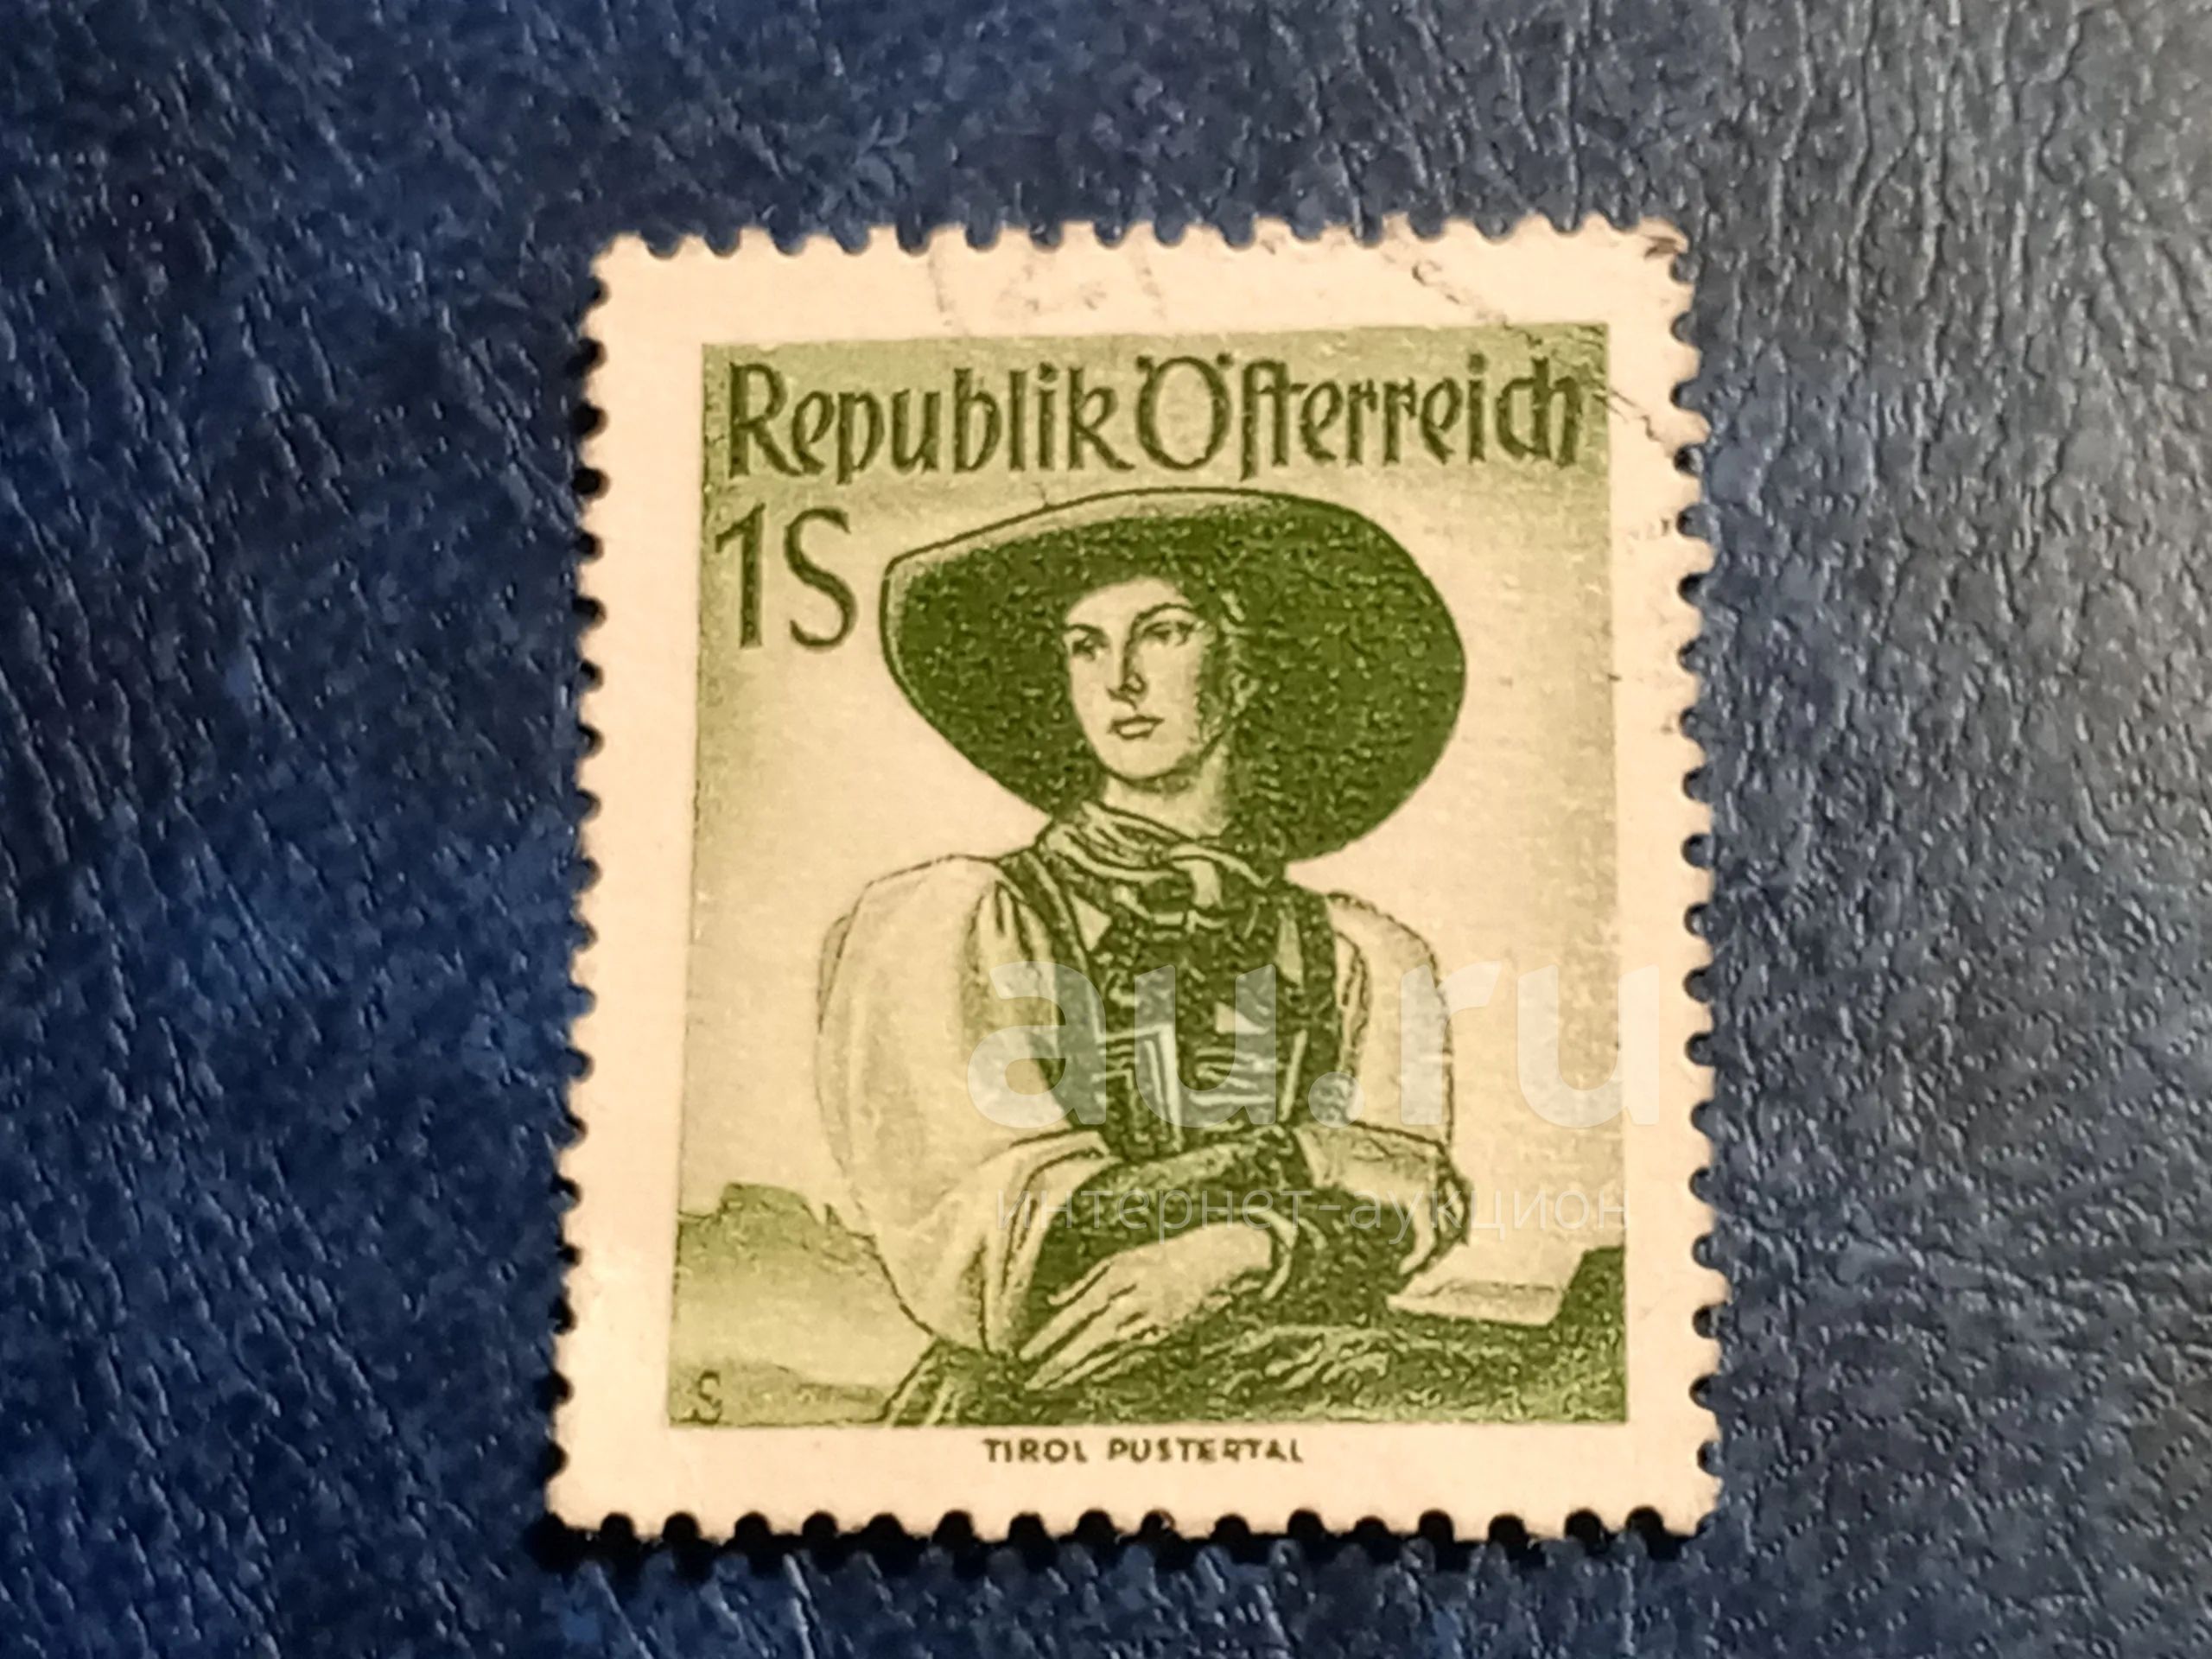 Republik Öſterreich
1S
au.ru
интернет-аукцион
S
TIROL PUSTERTAL